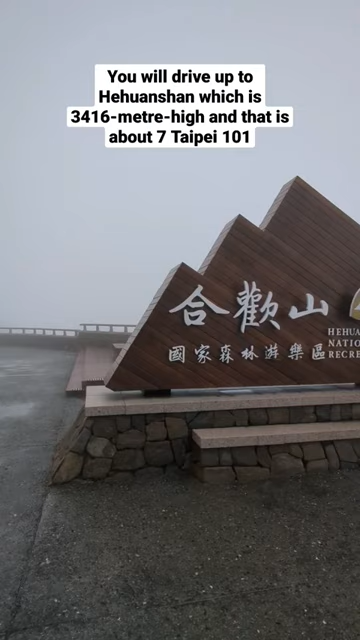 You will drive up to
Hehuanshan which is
3416-metre-high and that is
about 7 Taipei 101
合歡山
國家森林遊樂區
HEHUA
NATIO
RECRE